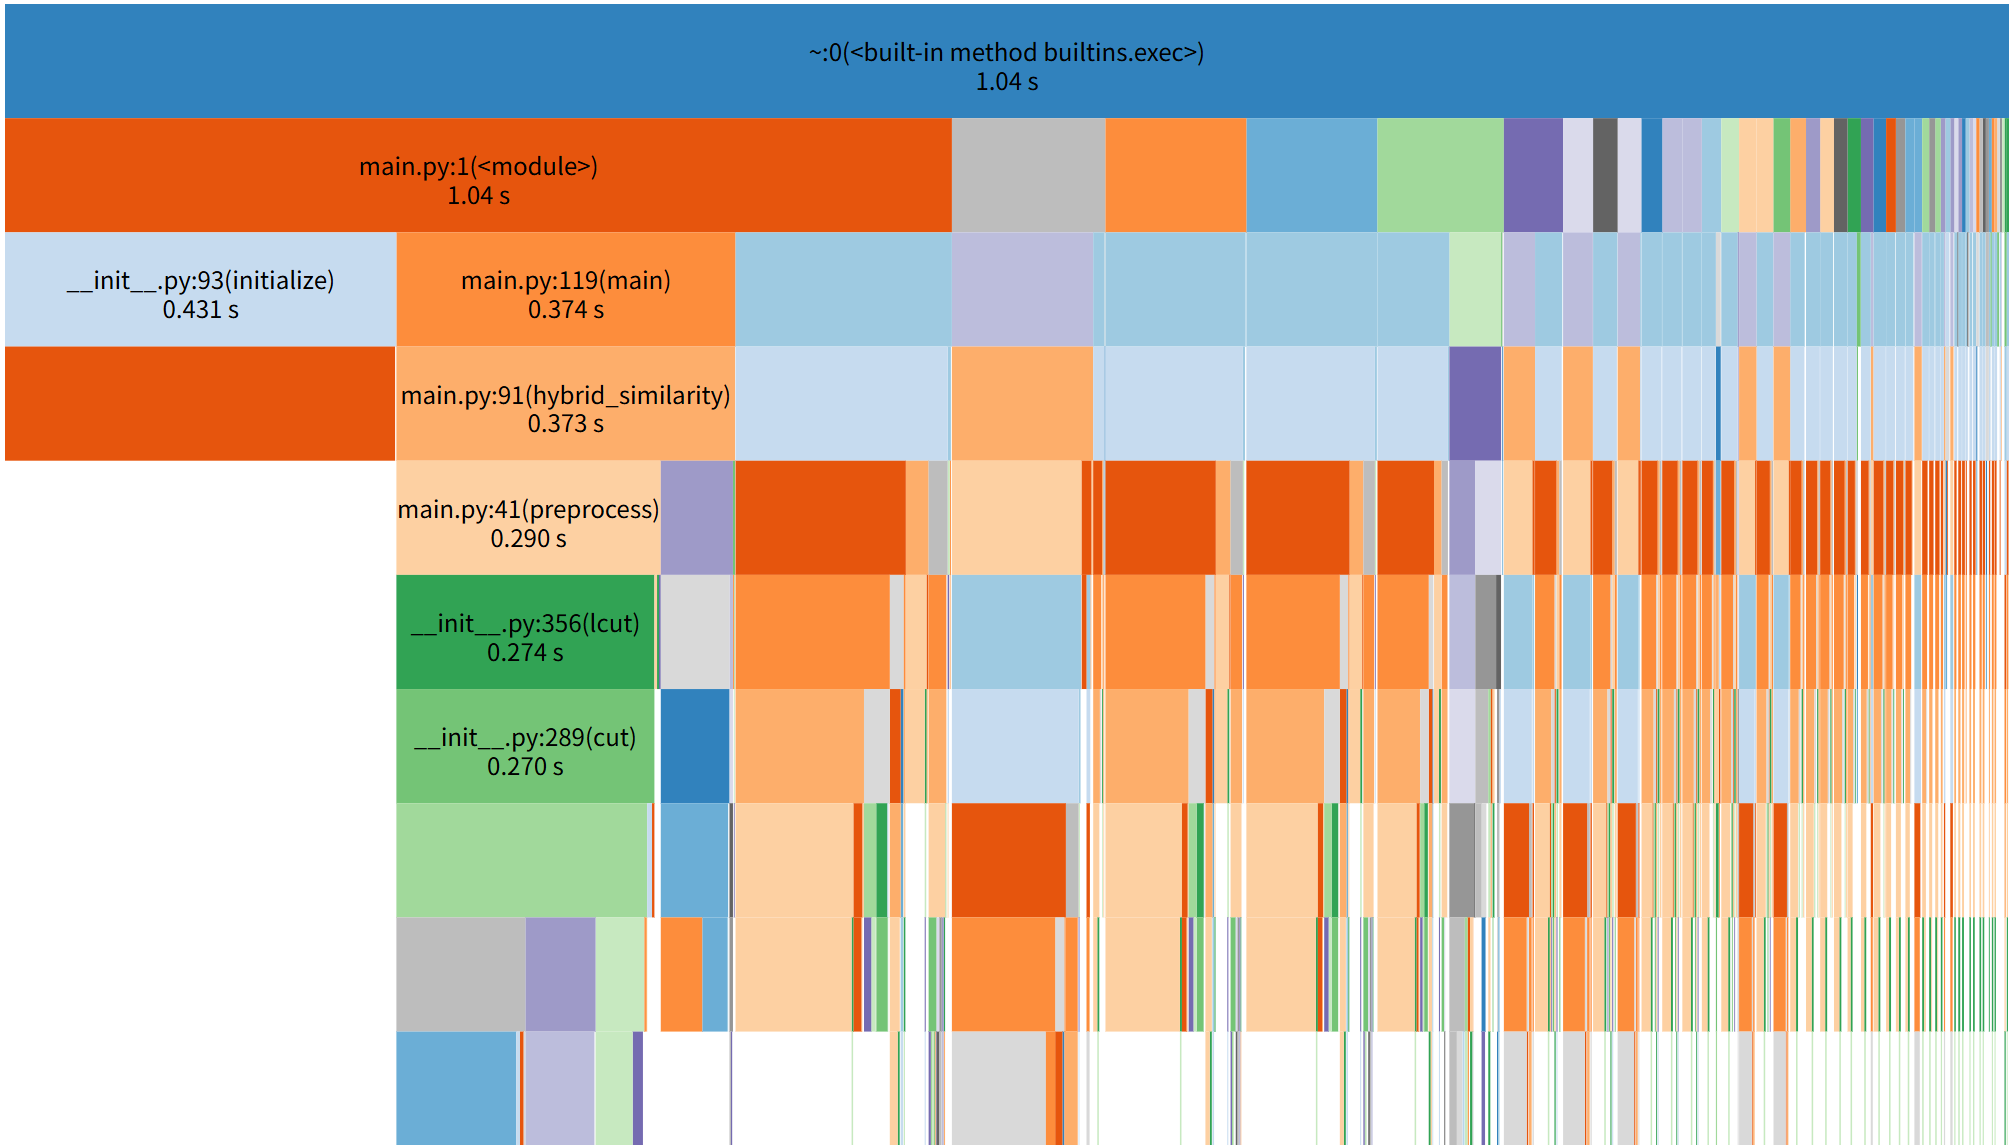 ~:0(<built-in method builtins.exec>)
1.04 s
main.py:1(<module>)
1.04 s
__init__.py:93(initialize)
0.431 s
main.py:119(main)
0.374 s
main.py:91(hybrid_similarity)
0.373 s
main.py:41(preprocess)
0.290 s
__init__.py:356(lcut)
0.274 s
__init__.py:289(cut)
0.270 s